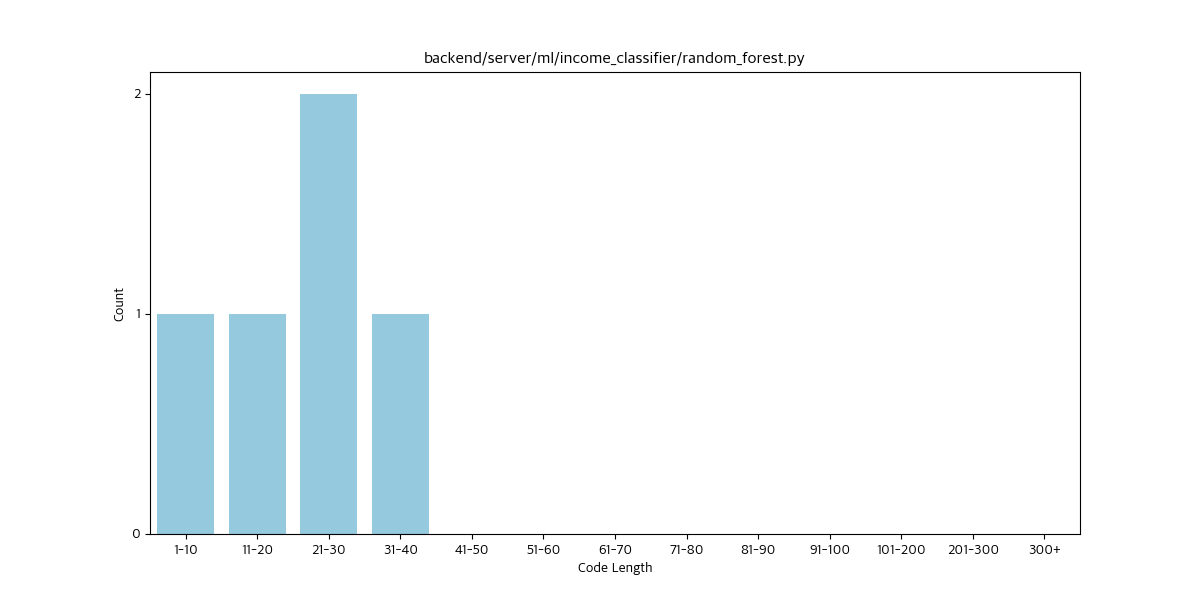 backend/server/ml/income_classifier/random_forest.py
Count
2
1
0
1-10 11-20 21-30 31-40 41-50 51-60 61-70 71-80 81-90 91-100 101-200 201-300 300+
Code Length